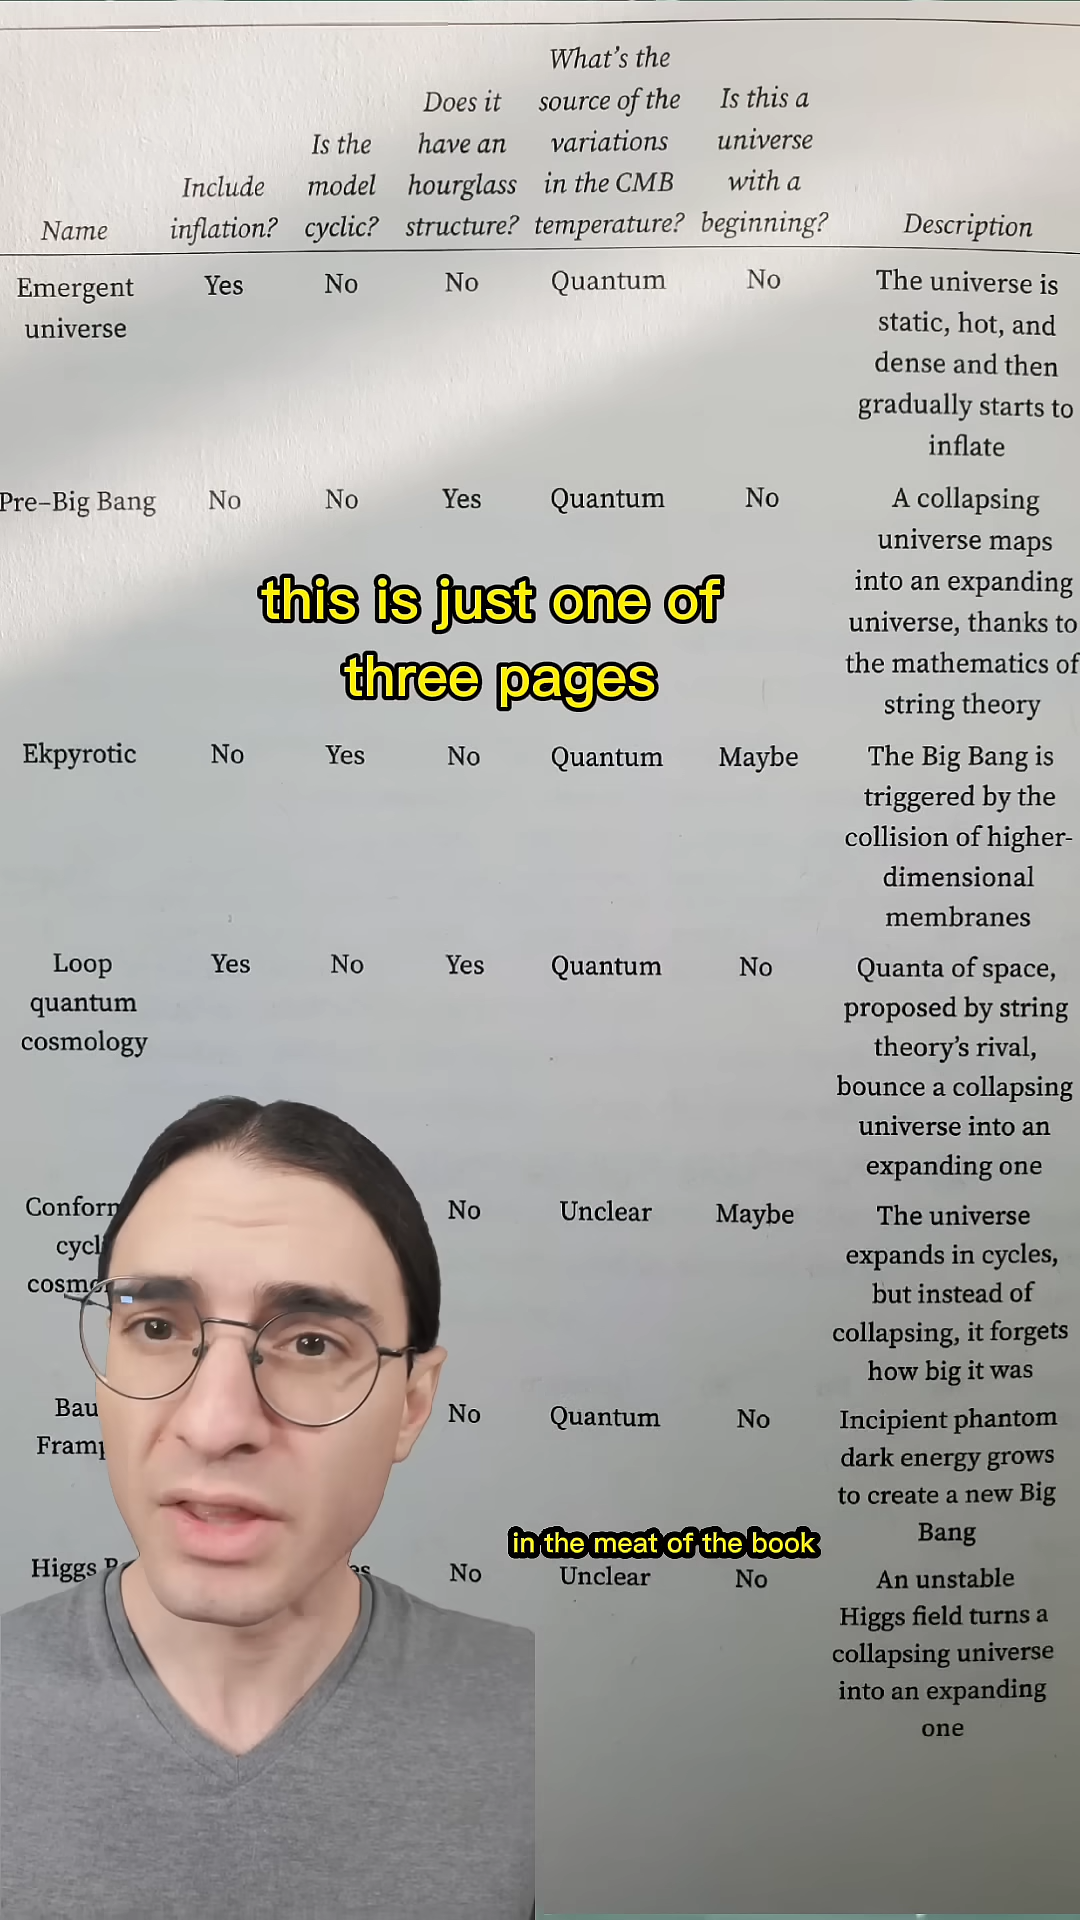 What's the
Does it source of the Is this a
Is the have an variations universe
Include model hourglass in the CMB with a
Name inflation? cyclic? structure? temperature? beginning? Description
Emergent Yes No No Quantum No The universe is
universe static, hot, and
dense and then
gradually starts to
inflate
Pre–Big Bang No No Yes Quantum No A collapsing
universe maps
into an expanding
universe, thanks to
the mathematics of
string theory
this is just one of
three pages
Ekpyrotic No Yes No Quantum Maybe The Big Bang is
triggered by the
collision of higher-
dimensional
membranes
Loop Yes No Yes Quantum No Quanta of space,
quantum proposed by string
cosmology theory's rival,
bounce a collapsing
universe into an
expanding one
No Unclear Maybe The universe
expands in cycles,
but instead of
collapsing, it forgets
how big it was
No Quantum No Incipient phantom
dark energy grows
to create a new Big
Bang
in the meat of the book
Higgs No Unclear No An unstable
Higgs field turns a
collapsing universe
into an expanding
one